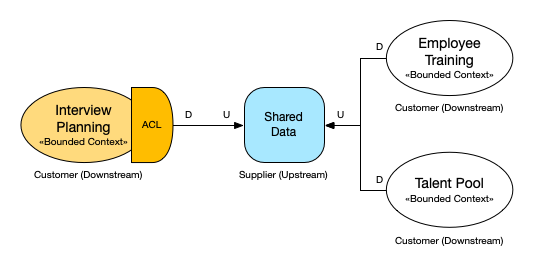 Interview
Planning
«Bounded Context»
ACL
Customer (Downstream)
D
U
Shared
Data
Supplier (Upstream)
U
D
Employee
Training
«Bounded Context»
Customer (Downstream)
D
Talent Pool
«Bounded Context»
Customer (Downstream)